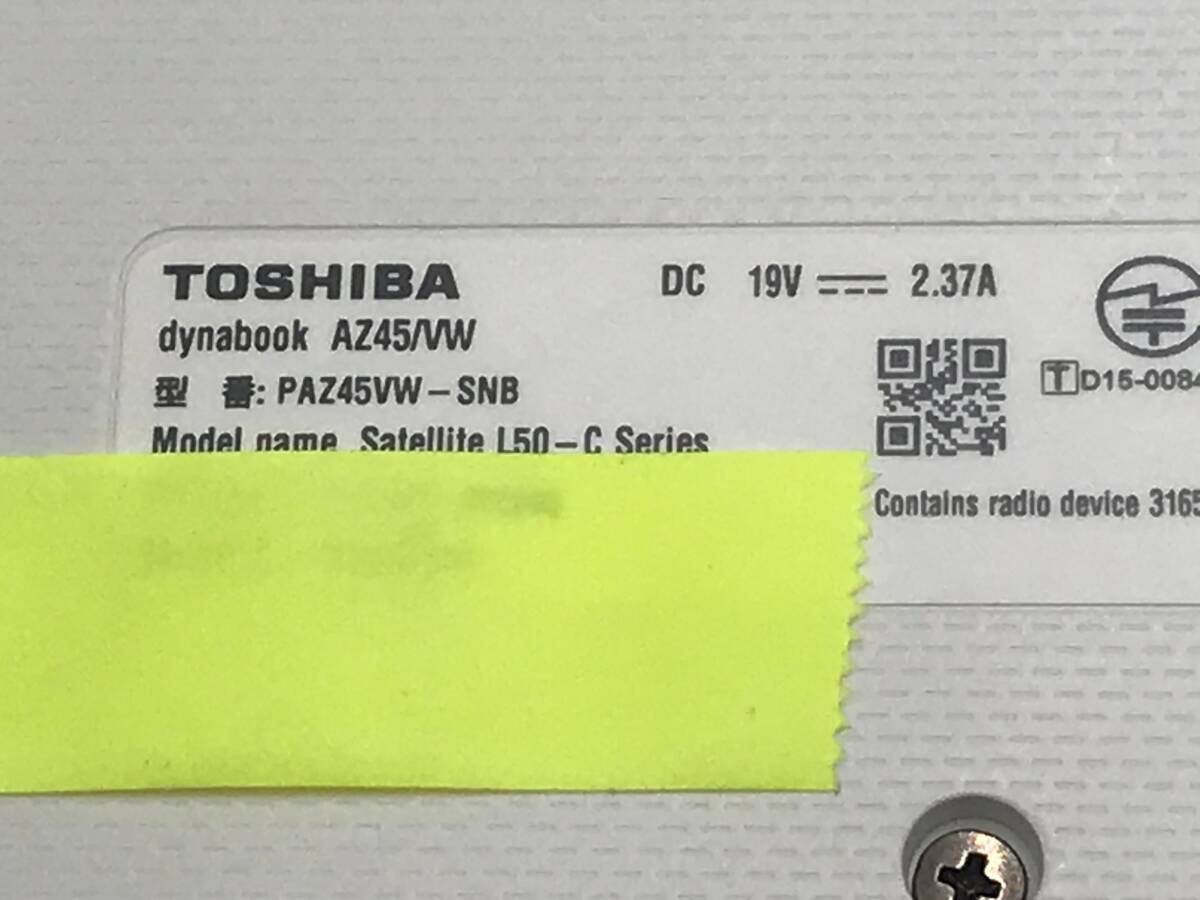 TOSHIBA
dynabook AZ45/VW
型 番: PAZ45VW-SNB
Model name Satellite L50-C Series
DC 19V ⎓ 2.37A
T D15-0084
Contains radio device 3165